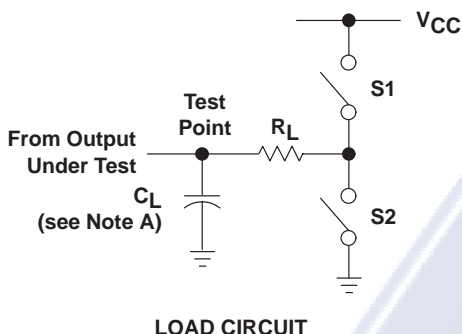 VCC
S1
Test
Point
RL
From Output
Under Test
CL
(see Note A)
S2
LOAD CIRCUIT